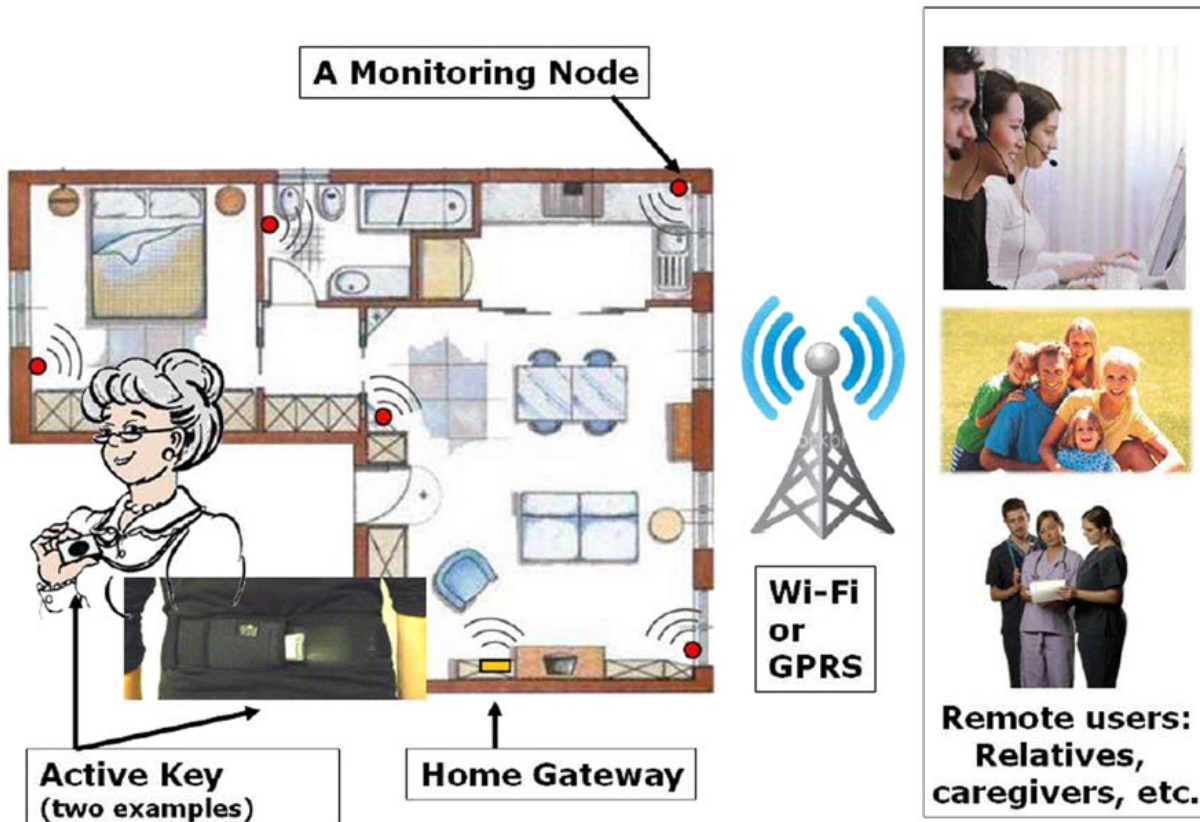 A Monitoring Node
Wi-Fi
or
GPRS
Active Key
(two examples)
Home Gateway
Remote users:
Relatives,
caregivers, etc.